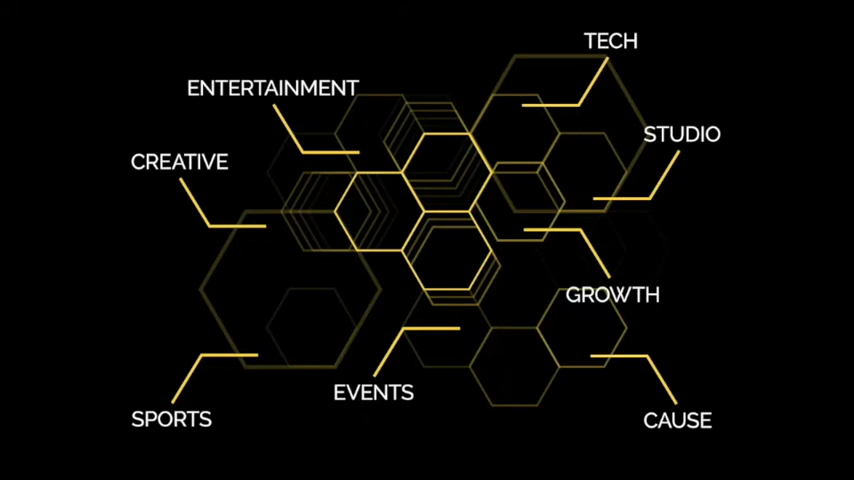 TECH
ENTERTAINMENT
STUDIO
CREATIVE
GROWTH
EVENTS
SPORTS
CAUSE